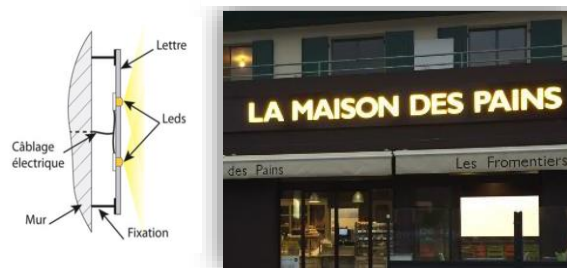 Lettre
Leds
Câblage
électrique
Mur
Fixation
LA MAISON DES PAINS
des Pains
Les Fromentiers